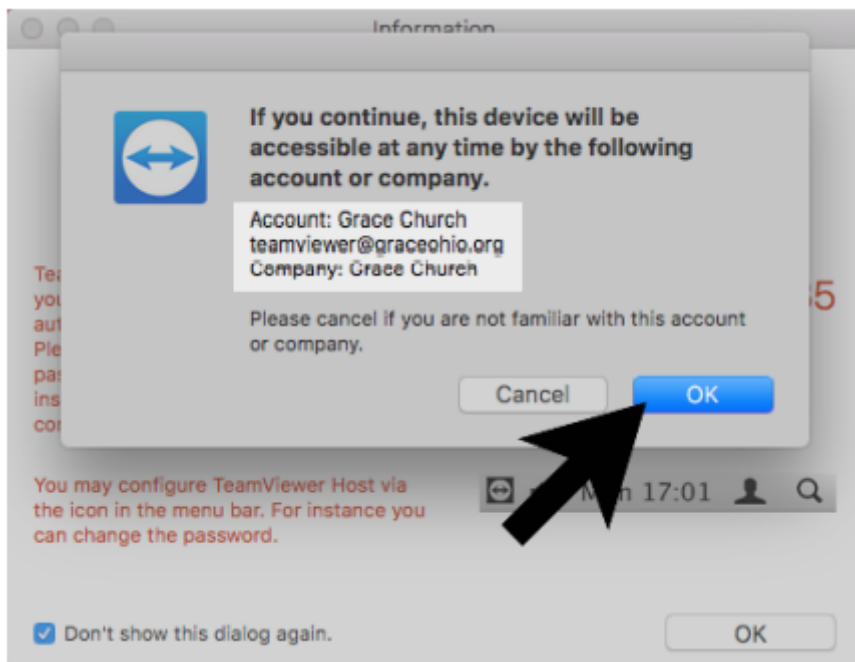 Information
If you continue, this device will be
accessible at any time by the following
account or company.
Account: Grace Church
teamviewer@graceohio.org
Company: Grace Church
Please cancel if you are not familiar with this account
or company.
Cancel OK
5
You may configure TeamViewer Host via
the icon in the menu bar. For instance you
can change the password.
17:01
Don't show this dialog again.
OK